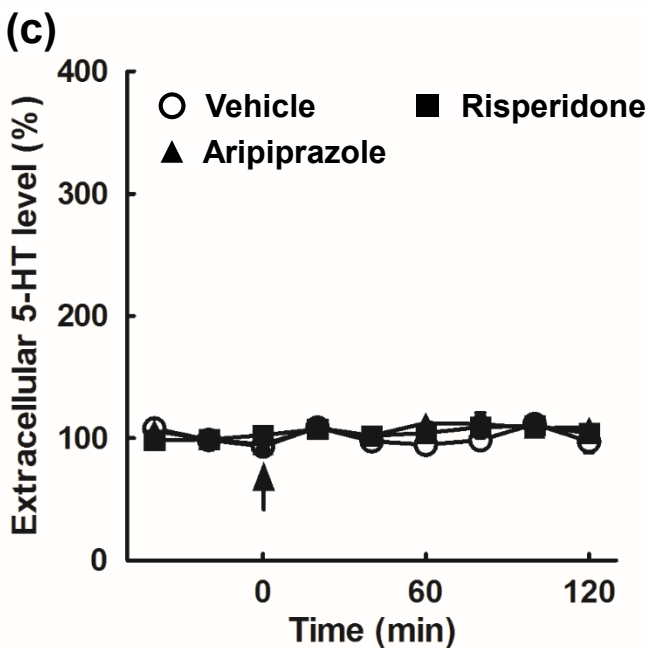 (c)
400
Vehicle Risperidone
Aripiprazole
300
200
100
0
Extracellular 5-HT level (%)
0 60 120
Time (min)